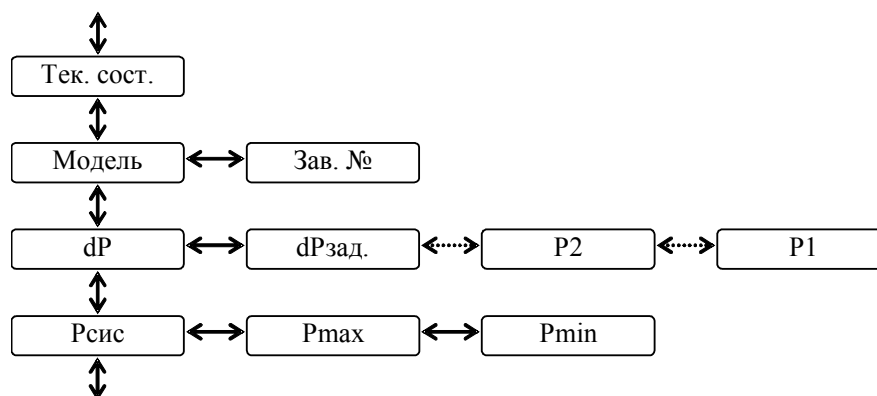 Тек. сост.
Модель
Зав. №
dP
dPзад.
P2
P1
Pсис
Pmax
Pmin